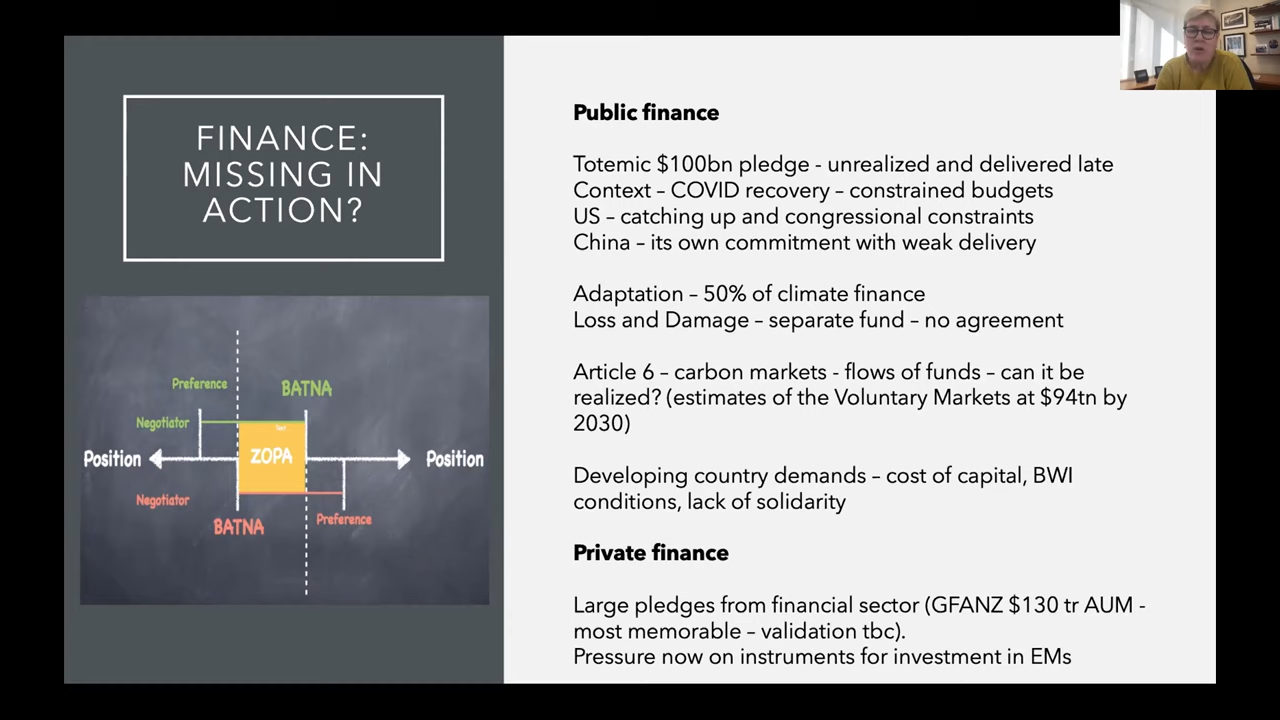 FINANCE:
MISSING IN
ACTION?
Preference
BATNA
Negotiator
Position
ZOPA
Position
Negotiator
BATNA
Preference
Public finance
Totemic $100bn pledge - unrealized and delivered late
Context – COVID recovery – constrained budgets
US – catching up and congressional constraints
China – its own commitment with weak delivery
Adaptation – 50% of climate finance
Loss and Damage – separate fund – no agreement
Article 6 – carbon markets - flows of funds – can it be
realized? (estimates of the Voluntary Markets at $94tn by
2030)
Developing country demands – cost of capital, BWI
conditions, lack of solidarity
Private finance
Large pledges from financial sector (GFANZ $130 tr AUM -
most memorable – validation tbc).
Pressure now on instruments for investment in EMs